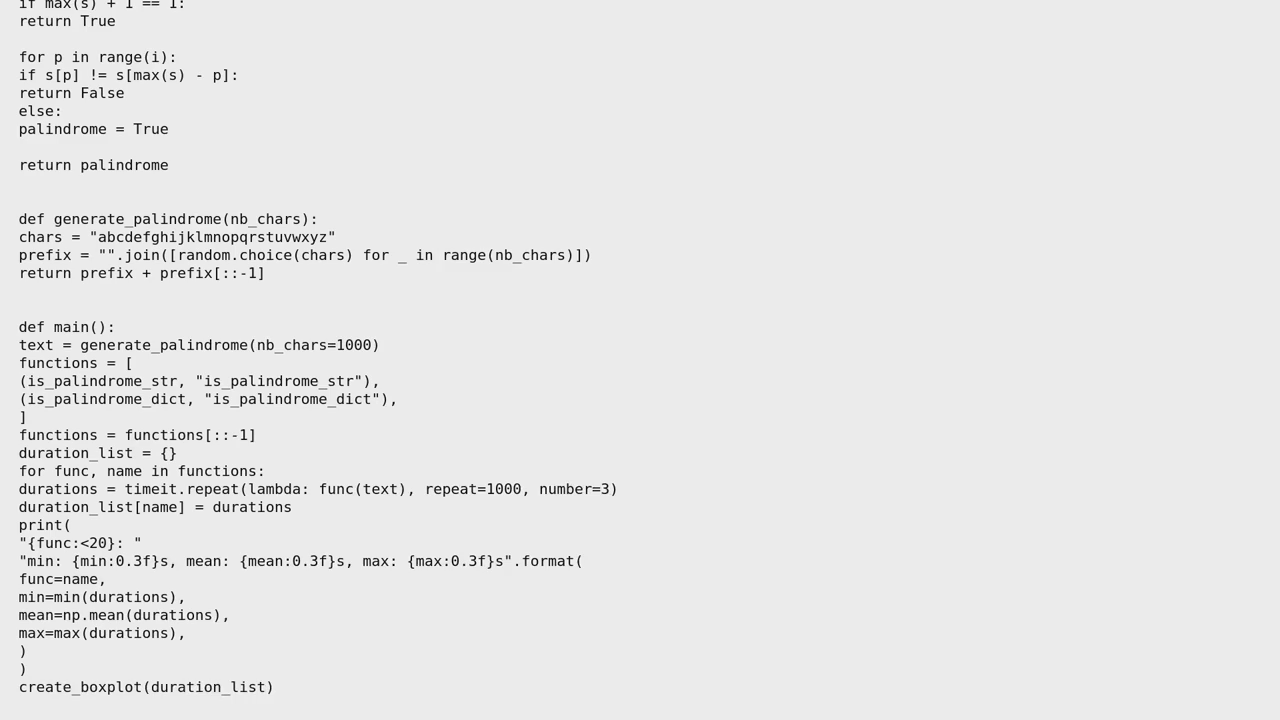 if max(s) + 1 == 1:
return True

for p in range(i):
if s[p] != s[max(s) - p]:
return False
else:
palindrome = True

return palindrome


def generate_palindrome(nb_chars):
chars = "abcdefghijklmnopqrstuvwxyz"
prefix = "".join([random.choice(chars) for _ in range(nb_chars)])
return prefix + prefix[::-1]


def main():
text = generate_palindrome(nb_chars=1000)
functions = [
(is_palindrome_str, "is_palindrome_str"),
(is_palindrome_dict, "is_palindrome_dict"),
]
functions = functions[::-1]
duration_list = {}
for func, name in functions:
durations = timeit.repeat(lambda: func(text), repeat=1000, number=3)
duration_list[name] = durations
print(
"{func:<20}: "
"min: {min:0.3f}s, mean: {mean:0.3f}s, max: {max:0.3f}s".format(
func=name,
min=min(durations),
mean=np.mean(durations),
max=max(durations),
)
)
create_boxplot(duration_list)